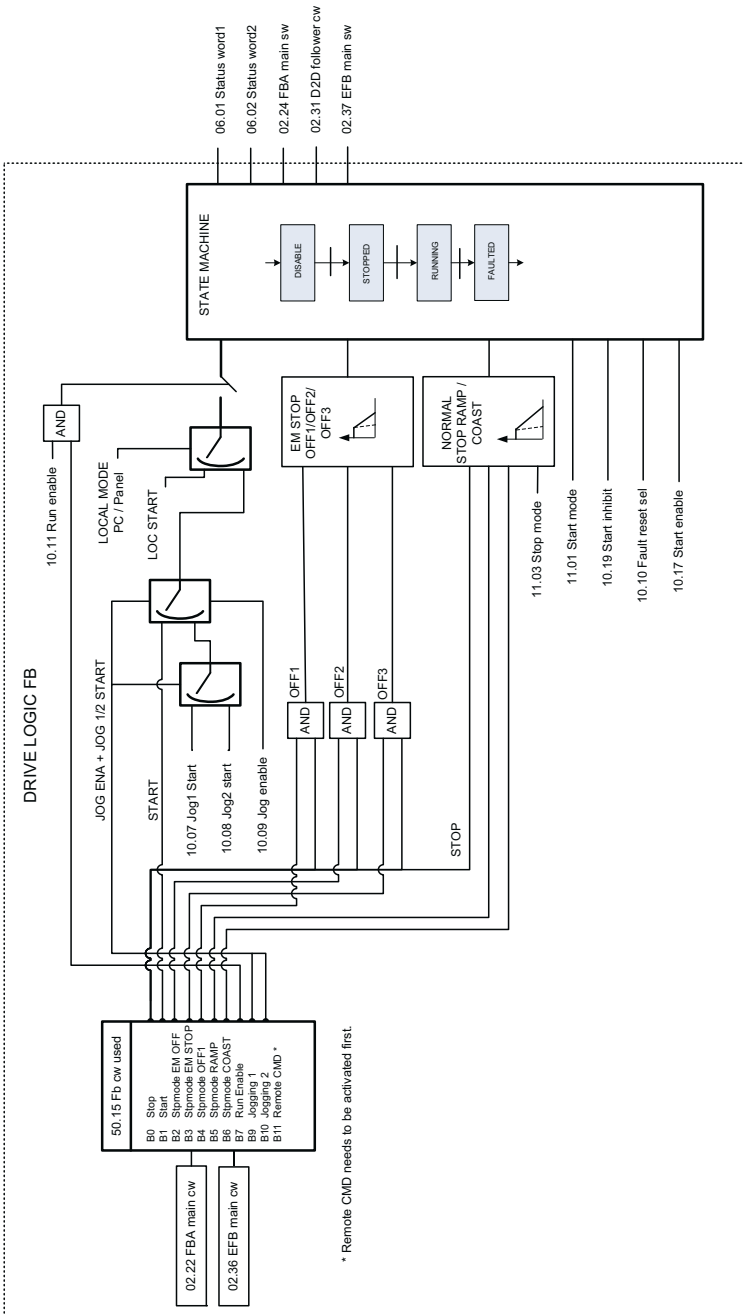 DRIVE LOGIC FB
02.22 FBA main cw
02.36 EFB main cw
50.15 Fb cw used
B0 Stop
B1 Start
B2 Stpmode EM OFF
B3 Stpmode EM STOP
B4 Stpmode OFF1
B5 Stpmode RAMP
B6 Stpmode COAST
B7 Run Enable
B9 Jogging 1
B10 Jogging 2
B11 Remote CMD *
* Remote CMD needs to be activated first.
10.11 Run enable
AND
JOG ENA + JOG 1/2 START
START
10.07 Jog1 Start
10.08 Jog2 start
10.09 Jog enable
LOCAL MODE
PC / Panel
LOC START
AND
OFF1
AND
OFF2
AND
OFF3
STOP
EM STOP
OFF1/OFF2/
OFF3
NORMAL
STOP RAMP /
COAST
11.03 Stop mode
11.01 Start mode
10.19 Start inhibit
10.10 Fault reset sel
10.17 Start enable
STATE MACHINE
DISABLE
STOPPED
RUNNING
FAULTED
06.01 Status word1
06.02 Status word2
02.24 FBA main sw
02.31 D2D follower cw
02.37 EFB main sw